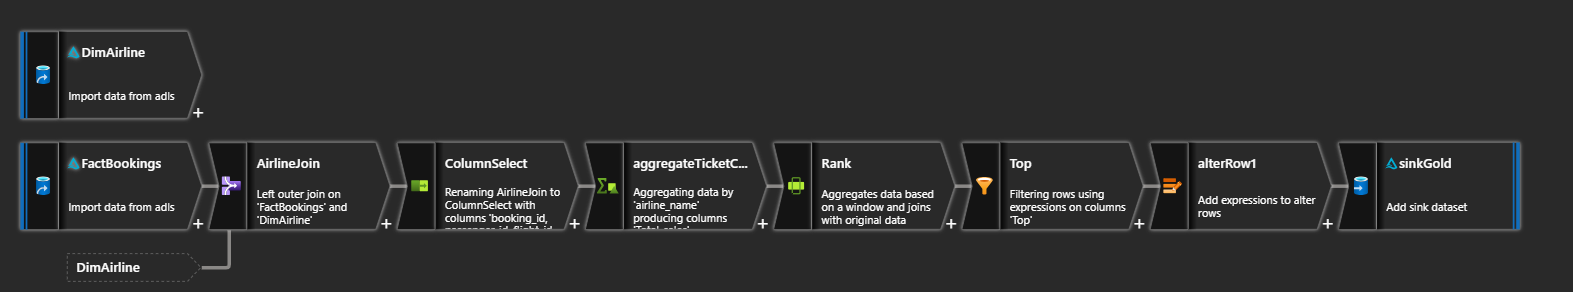 DimAirline
Import data from adls
+
FactBookings
Import data from adls
+
AirlineJoin
Left outer join on
'FactBookings' and
'DimAirline'
+
ColumnSelect
Renaming AirlineJoin to
ColumnSelect with
columns 'booking_id,
passenger_id, flight_id,
+
aggregateTicketC...
Aggregating data by
'airline_name'
producing columns
'Total_sales'
+
Rank
Aggregates data based
on a window and joins
with original data
+
Top
Filtering rows using
expressions on columns
'Top'
+
alterRow1
Add expressions to alter
rows
+
sinkGold
Add sink dataset
DimAirline